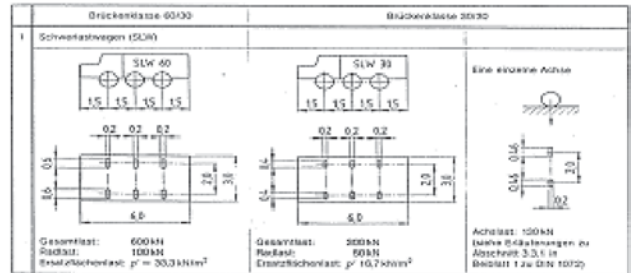 Brückenklasse 60/30
Brückenklasse 30/30
1
Schwerlastwagen (SLW)
SLW 60
SLW 30
Eine einzelne Achse
1,5 1,5 1,5 1,5
1,5 1,5 1,5 1,5
0,2 0,2 0,2
0,2 0,2 0,2
0,6
0,6
2,0
3,0
0,4
0,4
2,0
3,0
0,46
0,46
2,0
0,2
6,0
6,0
Gesamtlast: 600 kN
Radlast: 100 kN
Ersatzflächenlast: p' = 33,3 kN/m²
Gesamtlast: 300 kN
Radlast: 50 kN
Ersatzflächenlast: p' 16,7 kN/m²
Achslast: 130 kN
(siehe Erläuterungen zu
Abschnitt 3.3.1 in
Beiblatt 1 zu DIN 1072)